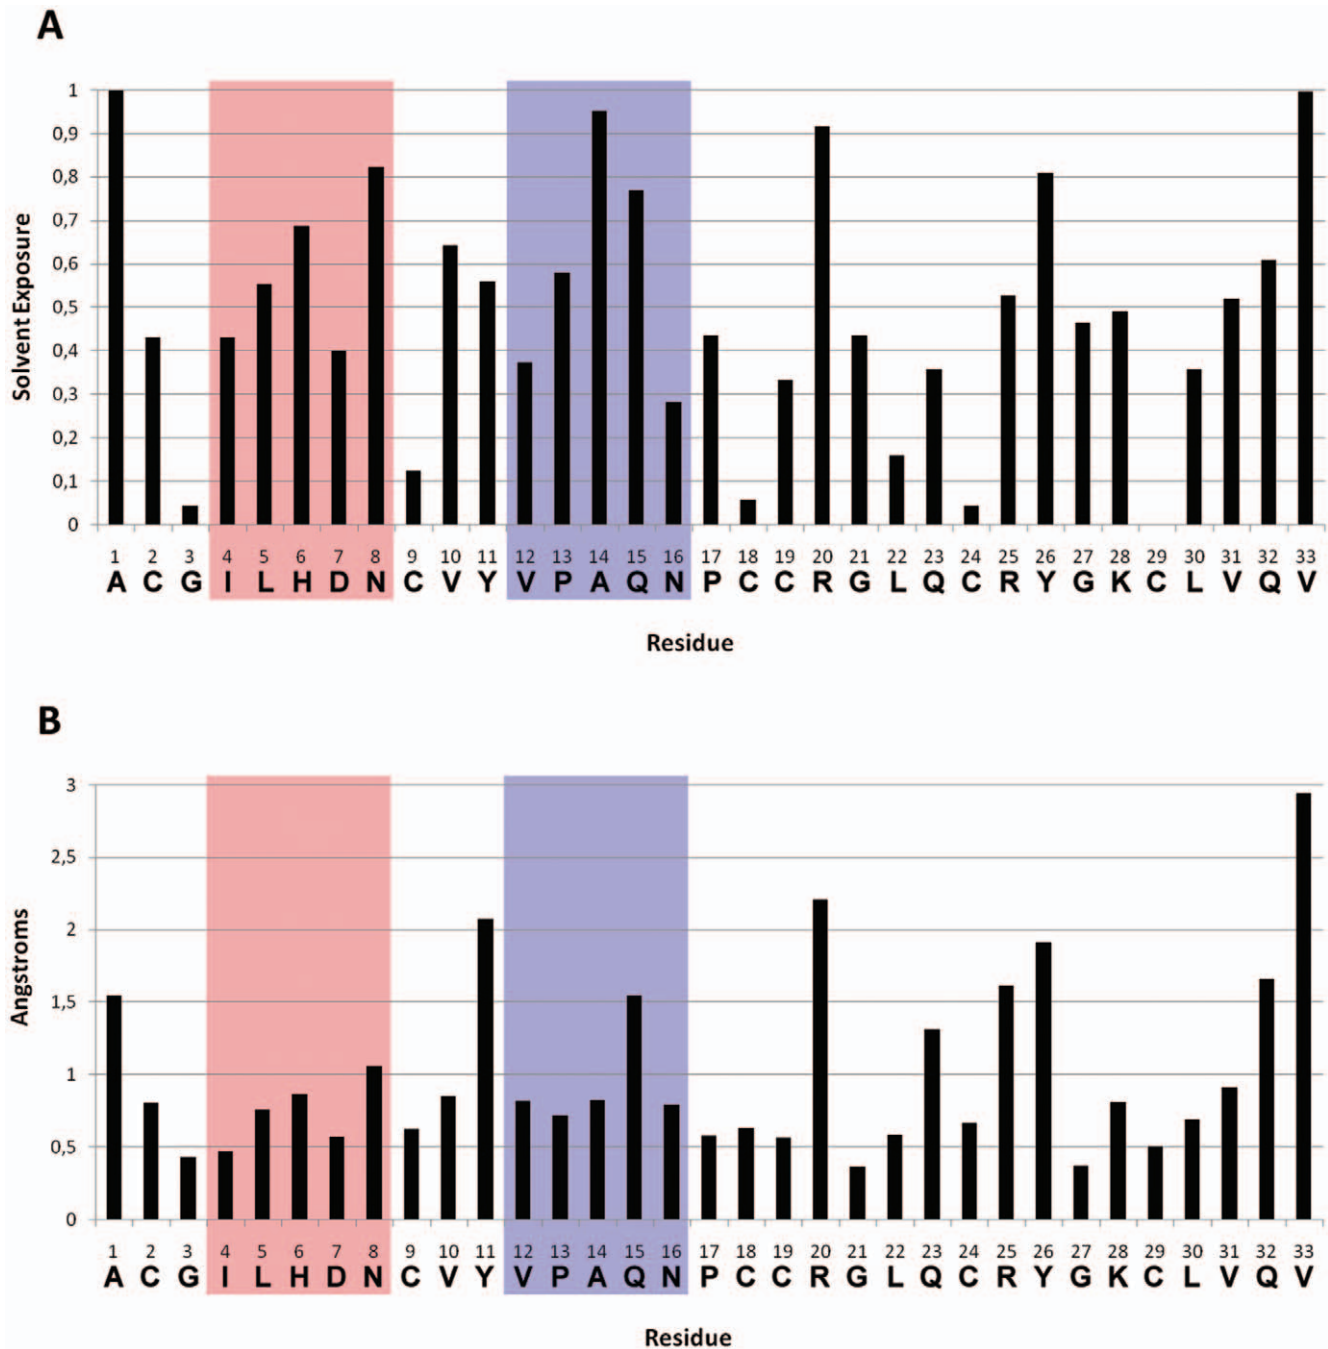 A
Solvent Exposure
1
0,9
0,8
0,7
0,6
0,5
0,4
0,3
0,2
0,1
0
1 2 3 4 5 6 7 8 9 10 11 12 13 14 15 16 17 18 19 20 21 22 23 24 25 26 27 28 29 30 31 32 33
A C G I L H D N C V Y V P A Q N P C C R G L Q C R Y G K C L V Q V
Residue
B
Angstroms
3
2,5
2
1,5
1
0,5
0
1 2 3 4 5 6 7 8 9 10 11 12 13 14 15 16 17 18 19 20 21 22 23 24 25 26 27 28 29 30 31 32 33
A C G I L H D N C V Y V P A Q N P C C R G L Q C R Y G K C L V Q V
Residue